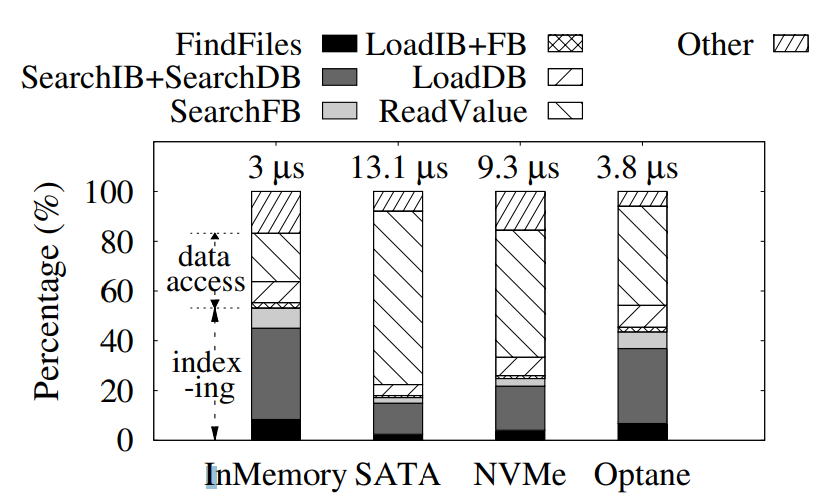 FindFiles LoadIB+FB Other
SearchIB+SearchDB LoadDB
SearchFB ReadValue
3 μs 13.1 μs 9.3 μs 3.8 μs
Percentage (%)
100
80
60
40
20
0
data
access
index
-ing
InMemory SATA NVMe Optane